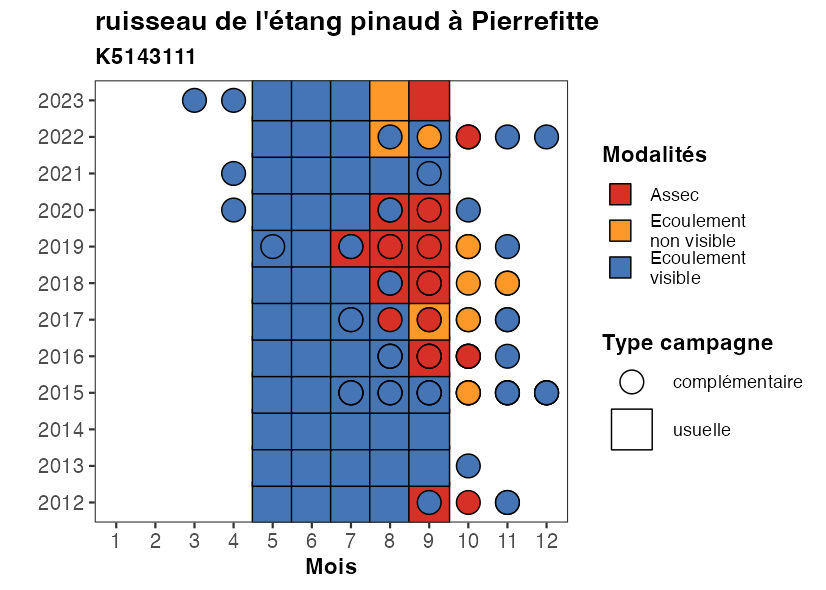 ruisseau de l'étang pinaud à Pierrefitte
K5143111
2023
2022
2021
2020
2019
2018
2017
2016
2015
2014
2013
2012
1 2 3 4 5 6 7 8 9 10 11 12
Mois
Modalités
Assec
Ecoulement
non visible
Ecoulement
visible
Type campagne
complémentaire
usuelle